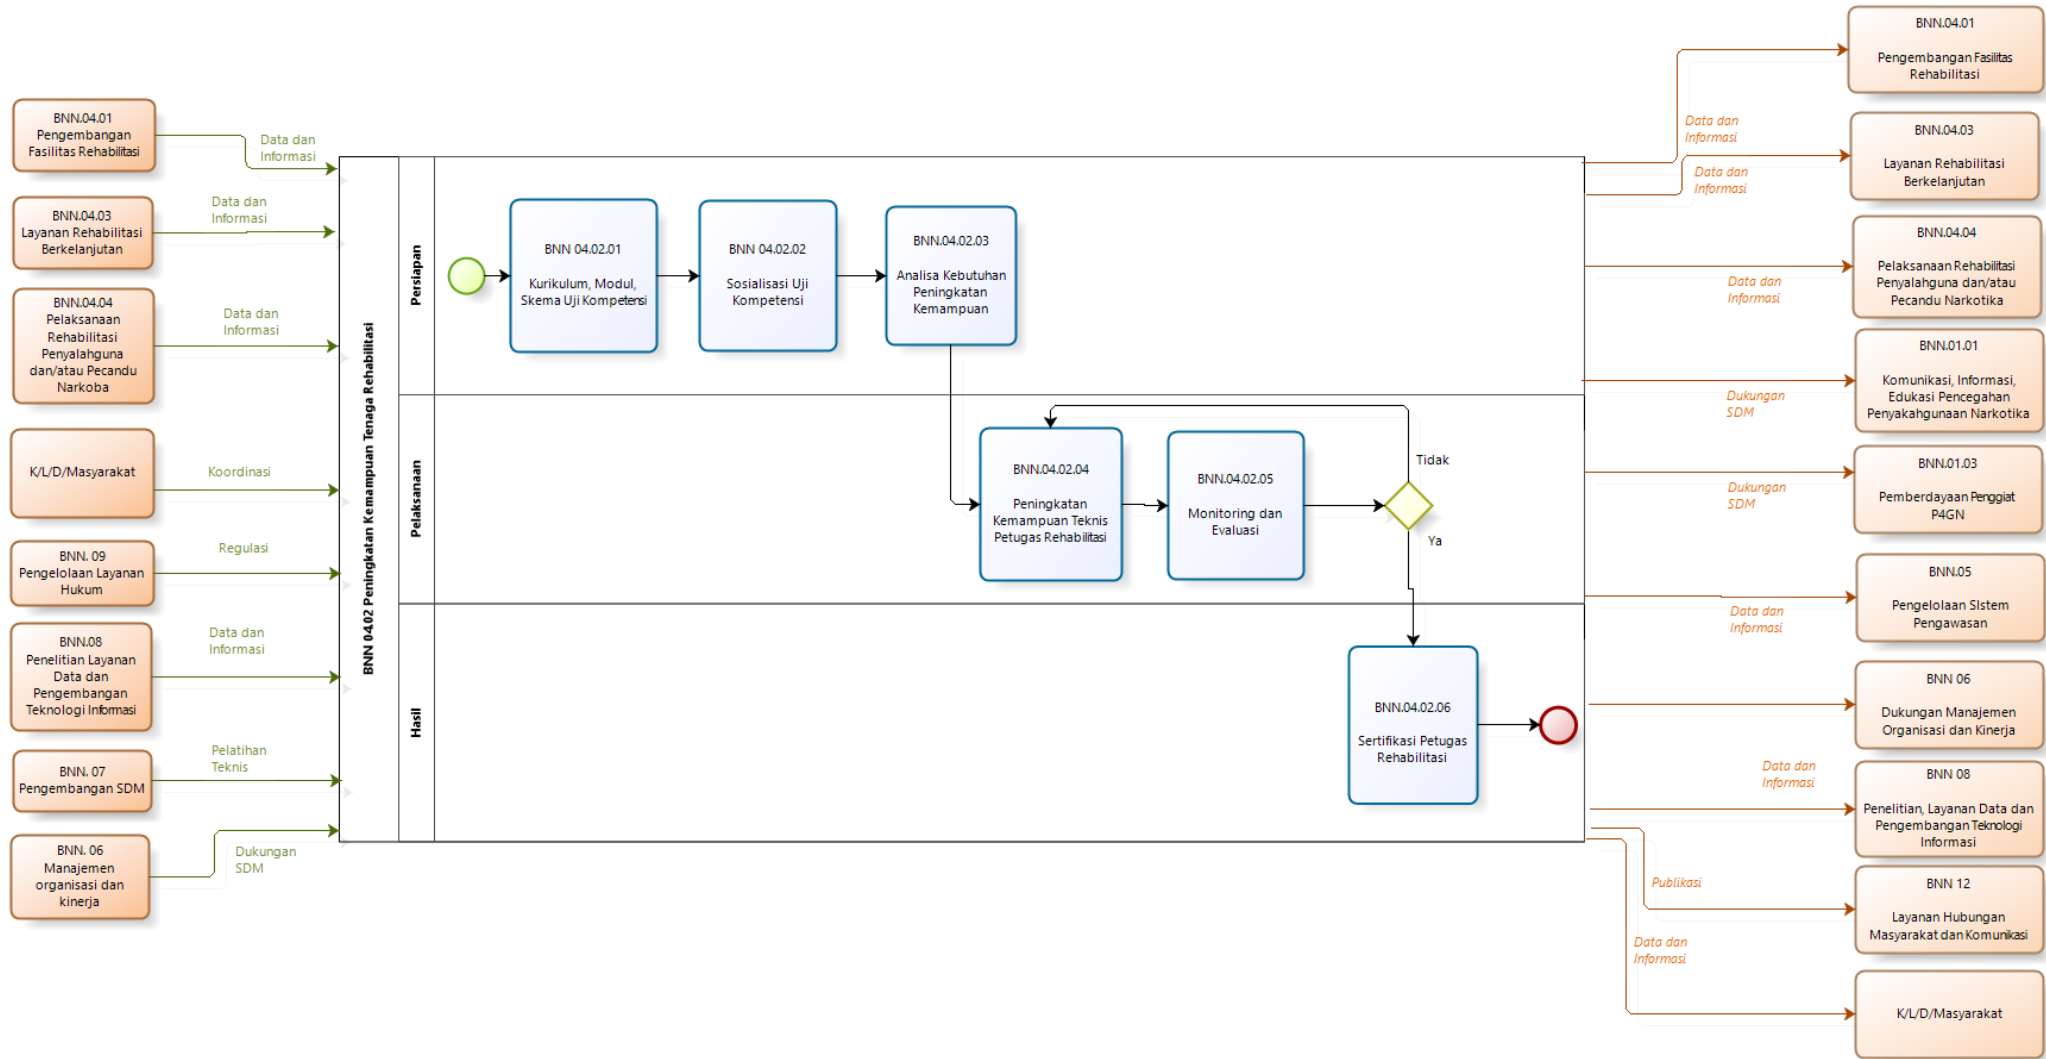 BNN.04.01
Pengembangan
Fasilitas Rehabilitasi
Data dan
Informasi
BNN.04.03
Layanan Rehabilitasi
Berkelanjutan
Data dan
Informasi
BNN.04.04
Pelaksanaan
Rehabilitasi
Penyalahguna
dan/atau Pecandu
Narkoba
Data dan
Informasi
K/L/D/Masyarakat
Koordinasi
BNN. 09
Pengelolaan Layanan
Hukum
Regulasi
BNN.08
Penelitian Layanan
Data dan
Pengembangan
Teknologi Informasi
Data dan
Informasi
BNN. 07
Pengembangan SDM
Pelatihan
Teknis
BNN. 06
Manajemen
organisasi dan
kinerja
Dukungan
SDM
BNN 04.02 Peningkatan Kemampuan Tenaga Rehabilitasi
Persiapan
BNN 04.02.01
Kurikulum, Modul,
Skema Uji Kompetensi
BNN 04.02.02
Sosialisasi Uji
Kompetensi
BNN.04.02.03
Analisa Kebutuhan
Peningkatan
Kemampuan
Pelaksanaan
BNN.04.02.04
Peningkatan
Kemampuan Teknis
Petugas Rehabilitasi
BNN.04.02.05
Monitoring dan
Evaluasi
Tidak
Ya
Hasil
BNN.04.02.06
Sertifikasi Petugas
Rehabilitasi
Data dan
Informasi
BNN.04.01
Pengembangan Fasilitas
Rehabilitasi
Data dan
Informasi
BNN.04.03
Layanan Rehabilitasi
Berkelanjutan
Data dan
Informasi
BNN.04.04
Pelaksanaan Rehabilitasi
Penyalahguna dan/atau
Pecandu Narkotika
Dukungan
SDM
BNN.01.01
Komunikasi, Informasi,
Edukasi Pencegahan
Penyakahgunaan Narkotika
Dukungan
SDM
BNN.01.03
Pemberdayaan Penggiat
P4GN
Data dan
Informasi
BNN.05
Pengelolaan SIstem
Pengawasan
BNN 06
Dukungan Manajemen
Organisasi dan Kinerja
Data dan
Informasi
BNN 08
Penelitian, Layanan Data dan
Pengembangan Teknologi
Informasi
Publikasi
BNN 12
Layanan Hubungan
Masyarakat dan Komunikasi
Data dan
Informasi
K/L/D/Masyarakat